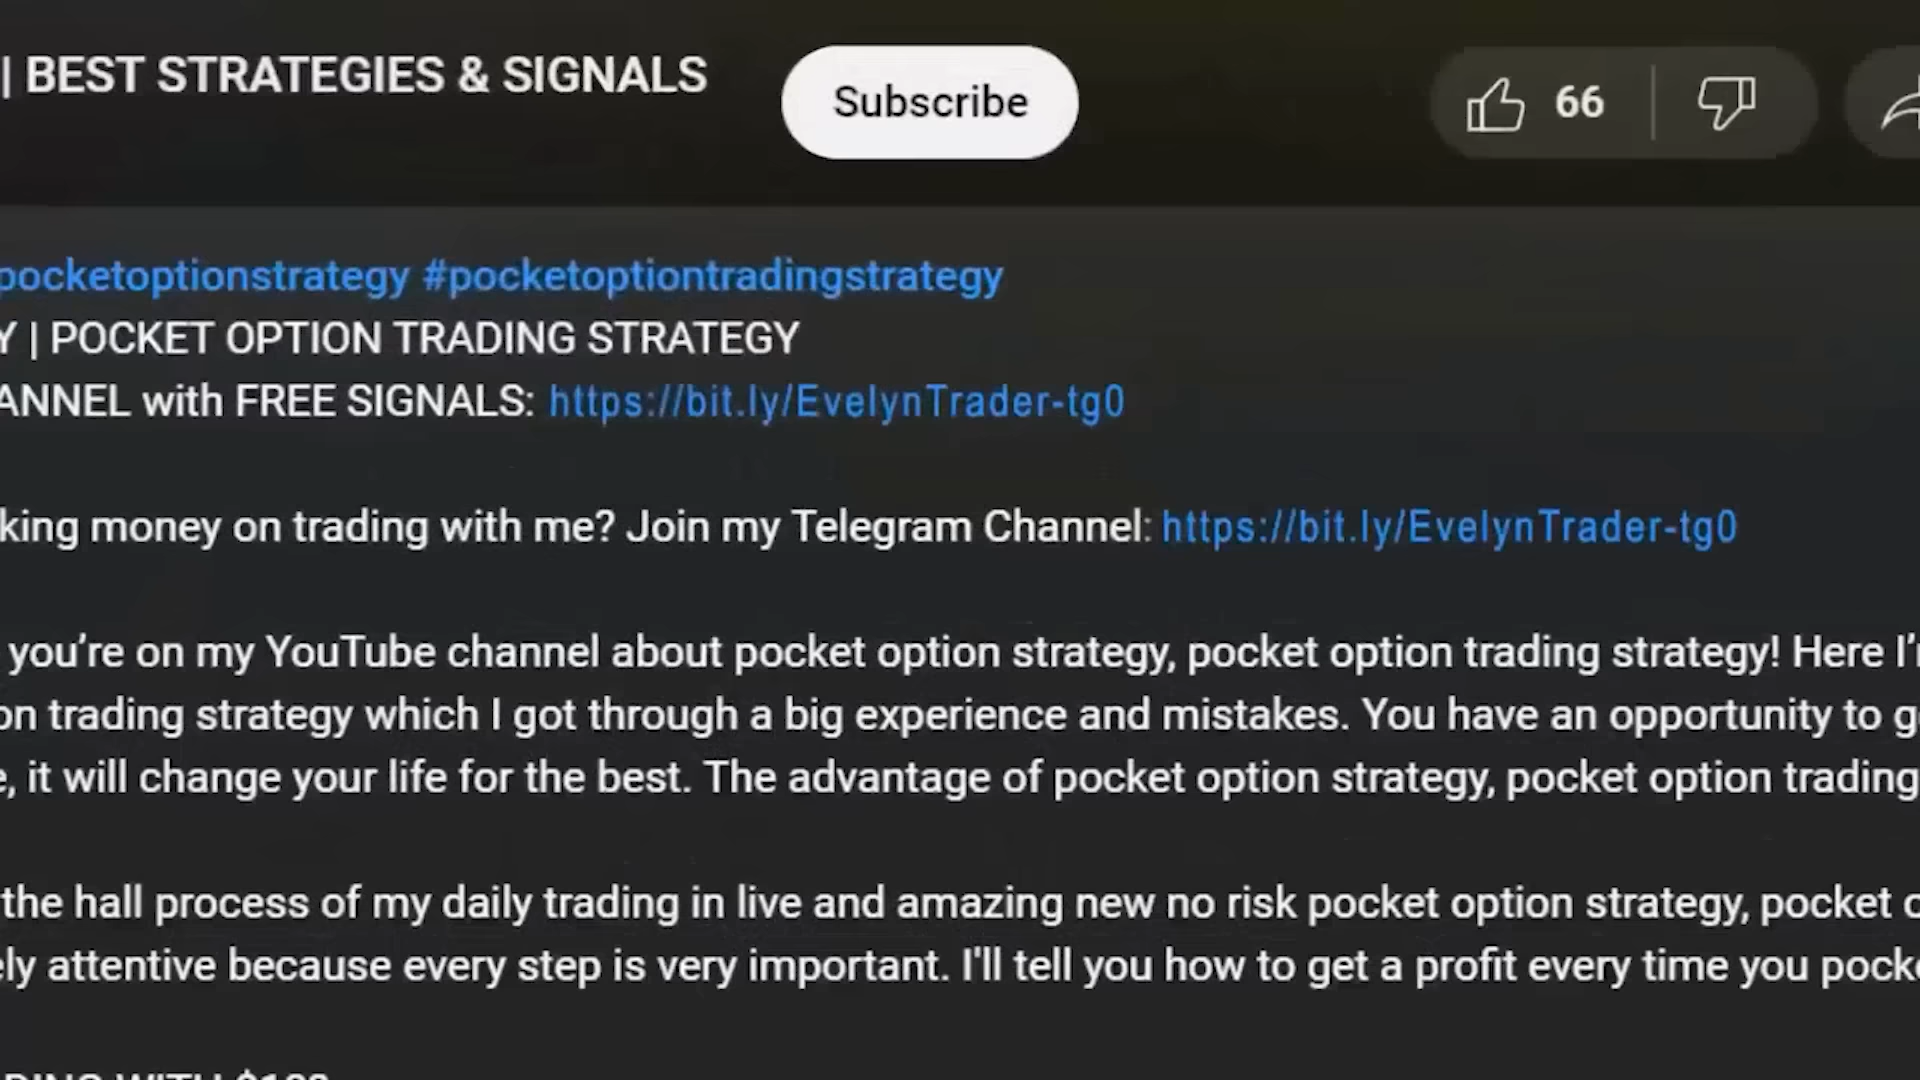 | BEST STRATEGIES & SIGNALS
Subscribe
66
pocketoptionstrategy #pocketoptiontradingstrategy
Y | POCKET OPTION TRADING STRATEGY
ANNEL with FREE SIGNALS: https://bit.ly/EvelynTrader-tg0
king money on trading with me? Join my Telegram Channel: https://bit.ly/EvelynTrader-tg0
you’re on my YouTube channel about pocket option strategy, pocket option trading strategy! Here I’
on trading strategy which I got through a big experience and mistakes. You have an opportunity to g
e, it will change your life for the best. The advantage of pocket option strategy, pocket option trading
the hall process of my daily trading in live and amazing new no risk pocket option strategy, pocket o
ely attentive because every step is very important. I'll tell you how to get a profit every time you pock